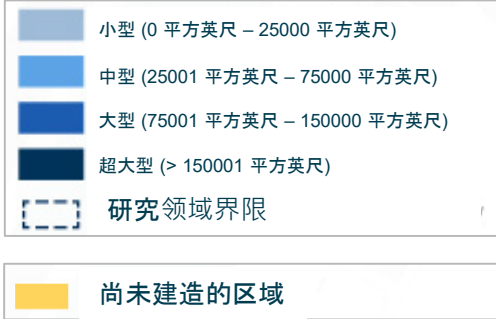 小型 (0 平方英尺 – 25000 平方英尺)
中型 (25001 平方英尺 – 75000 平方英尺)
大型 (75001 平方英尺 – 150000 平方英尺)
超大型 (> 150001 平方英尺)
研究领域界限
尚未建造的区域